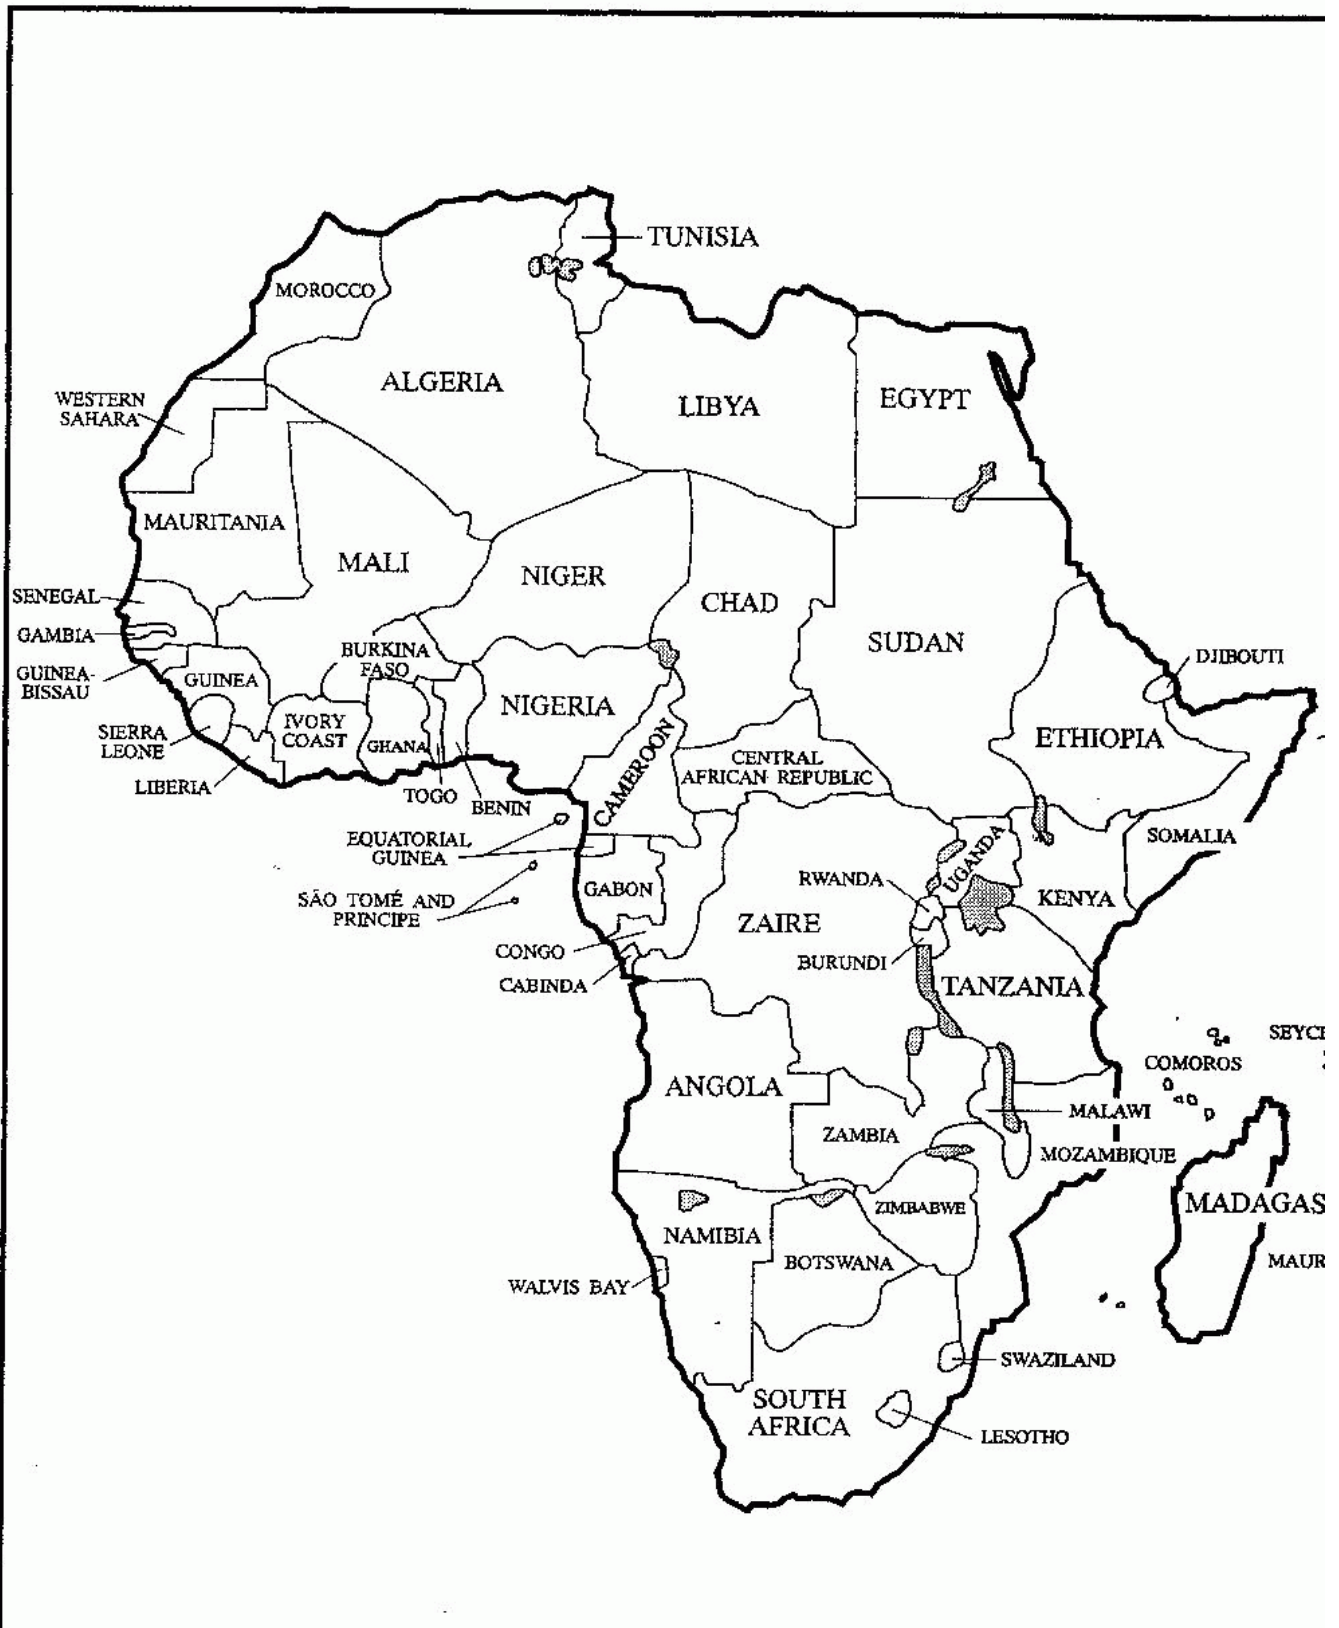 TUNISIA
MOROCCO
ALGERIA
LIBYA
EGYPT
WESTERN
SAHARA
MAURITANIA
MALI
NIGER
CHAD
SUDAN
SENEGAL
GAMBIA
GUINEA-
BISSAU
GUINEA
BURKINA
FASO
NIGERIA
DJIBOUTI
SIERRA
LEONE
IVORY
COAST
GHANA
CAMEROON
CENTRAL
AFRICAN REPUBLIC
ETHIOPIA
LIBERIA
TOGO
BENIN
EQUATORIAL
GUINEA
SOMALIA
UGANDA
KENYA
RWANDA
GABON
SÃO TOMÉ AND
PRINCIPE
ZAIRE
CONGO
CABINDA
BURUNDI
TANZANIA
SEYCE
COMOROS
ANGOLA
MALAWI
ZAMBIA
MOZAMBIQUE
MADAGAS
ZIMBABWE
NAMIBIA
BOTSWANA
MAUR
WALVIS BAY
SWAZILAND
SOUTH
AFRICA
LESOTHO